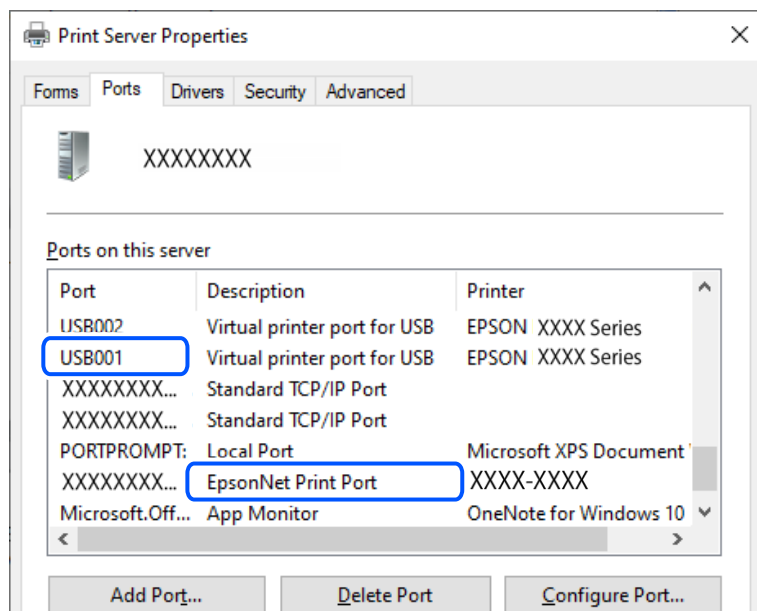 Print Server Properties
Forms Ports Drivers Security Advanced
XXXXXXXX
Ports on this server
Port Description Printer
USB002 Virtual printer port for USB EPSON XXXX Series
USB001 Virtual printer port for USB EPSON XXXX Series
XXXXXXXX... Standard TCP/IP Port
XXXXXXXX... Standard TCP/IP Port
PORTPROMPT: Local Port Microsoft XPS Document
XXXXXXXX... EpsonNet Print Port XXXX-XXXX
Microsoft.Off... App Monitor OneNote for Windows 10
Add Port... Delete Port Configure Port...